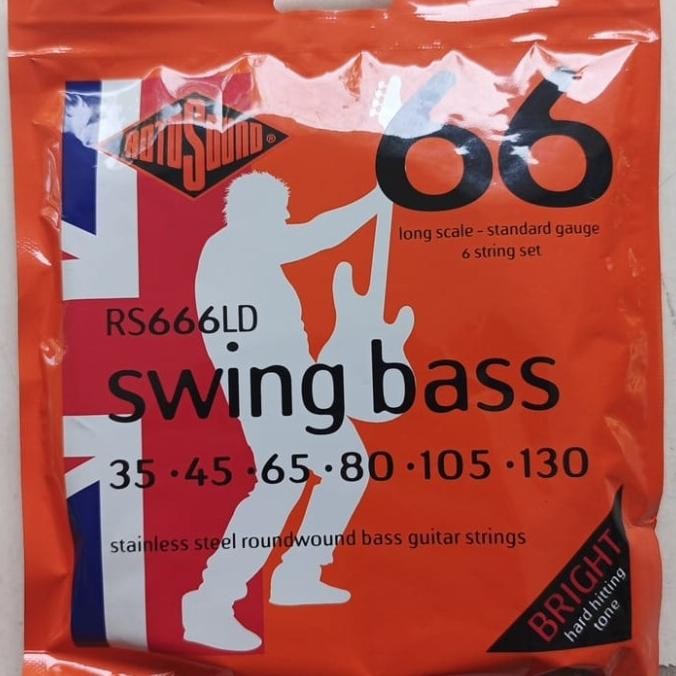 ROTOSOUND®
66
long scale - standard gauge
6 string set
RS666LD
swing bass
35 · 45 · 65 · 80 · 105 · 130
stainless steel roundwound bass guitar strings
BRIGHT
hard hitting
tone